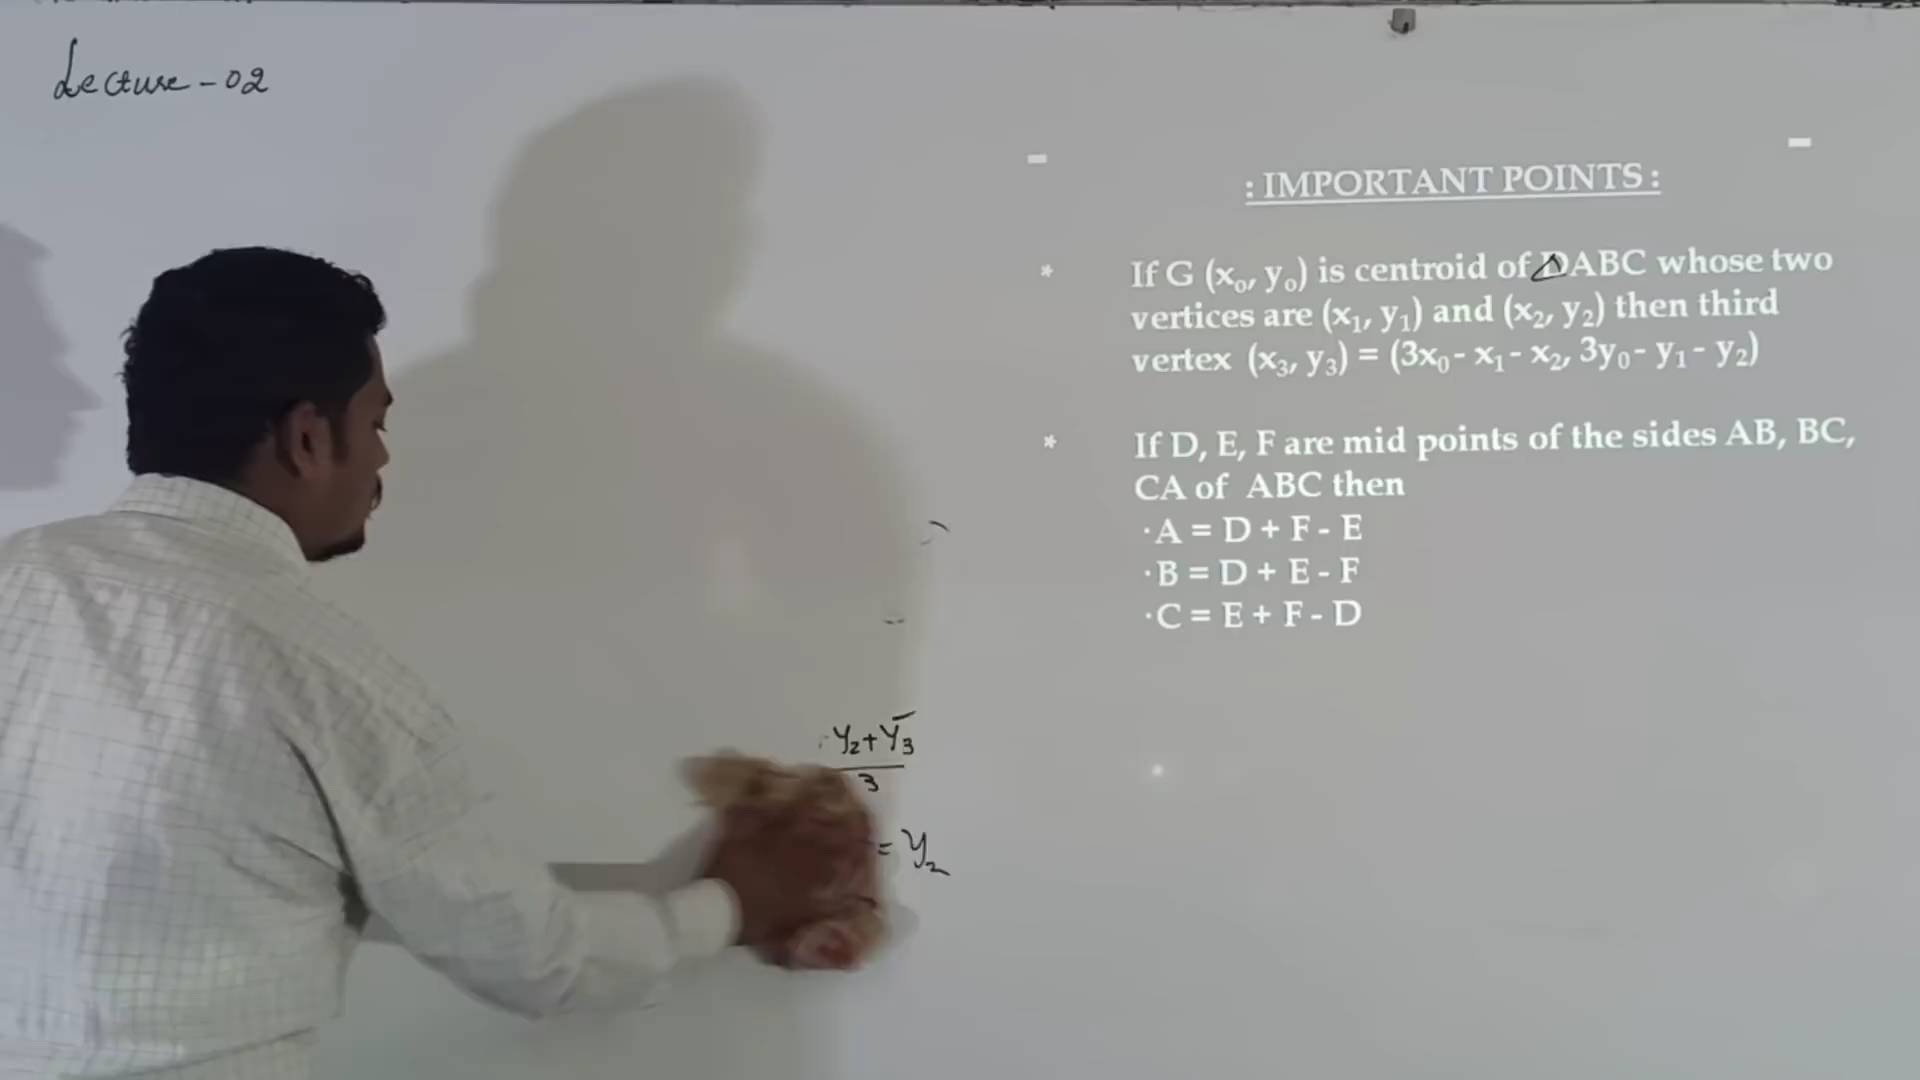 Lecture-02
: IMPORTANT POINTS :
* If G (x₀, y₀) is centroid of △ABC whose two
vertices are (x₁, y₁) and (x₂, y₂) then third
vertex (x₃, y₃) = (3x₀- x₁- x₂, 3y₀- y₁- y₂)
* If D, E, F are mid points of the sides AB, BC,
CA of ABC then
·A = D + F - E
·B = D + E - F
·C = E + F - D
y₂+y₃
3
= y₂